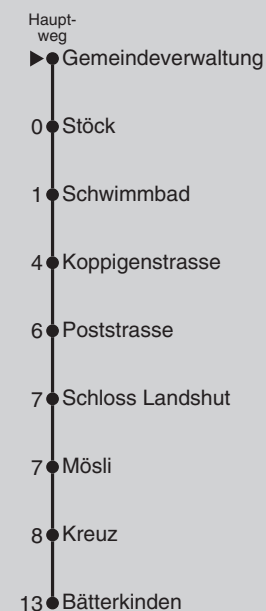 Haupt-
weg
Gemeindeverwaltung
0 Stöck
1 Schwimmbad
4 Koppigenstrasse
6 Poststrasse
7 Schloss Landshut
7 Mösli
8 Kreuz
13 Bätterkinden